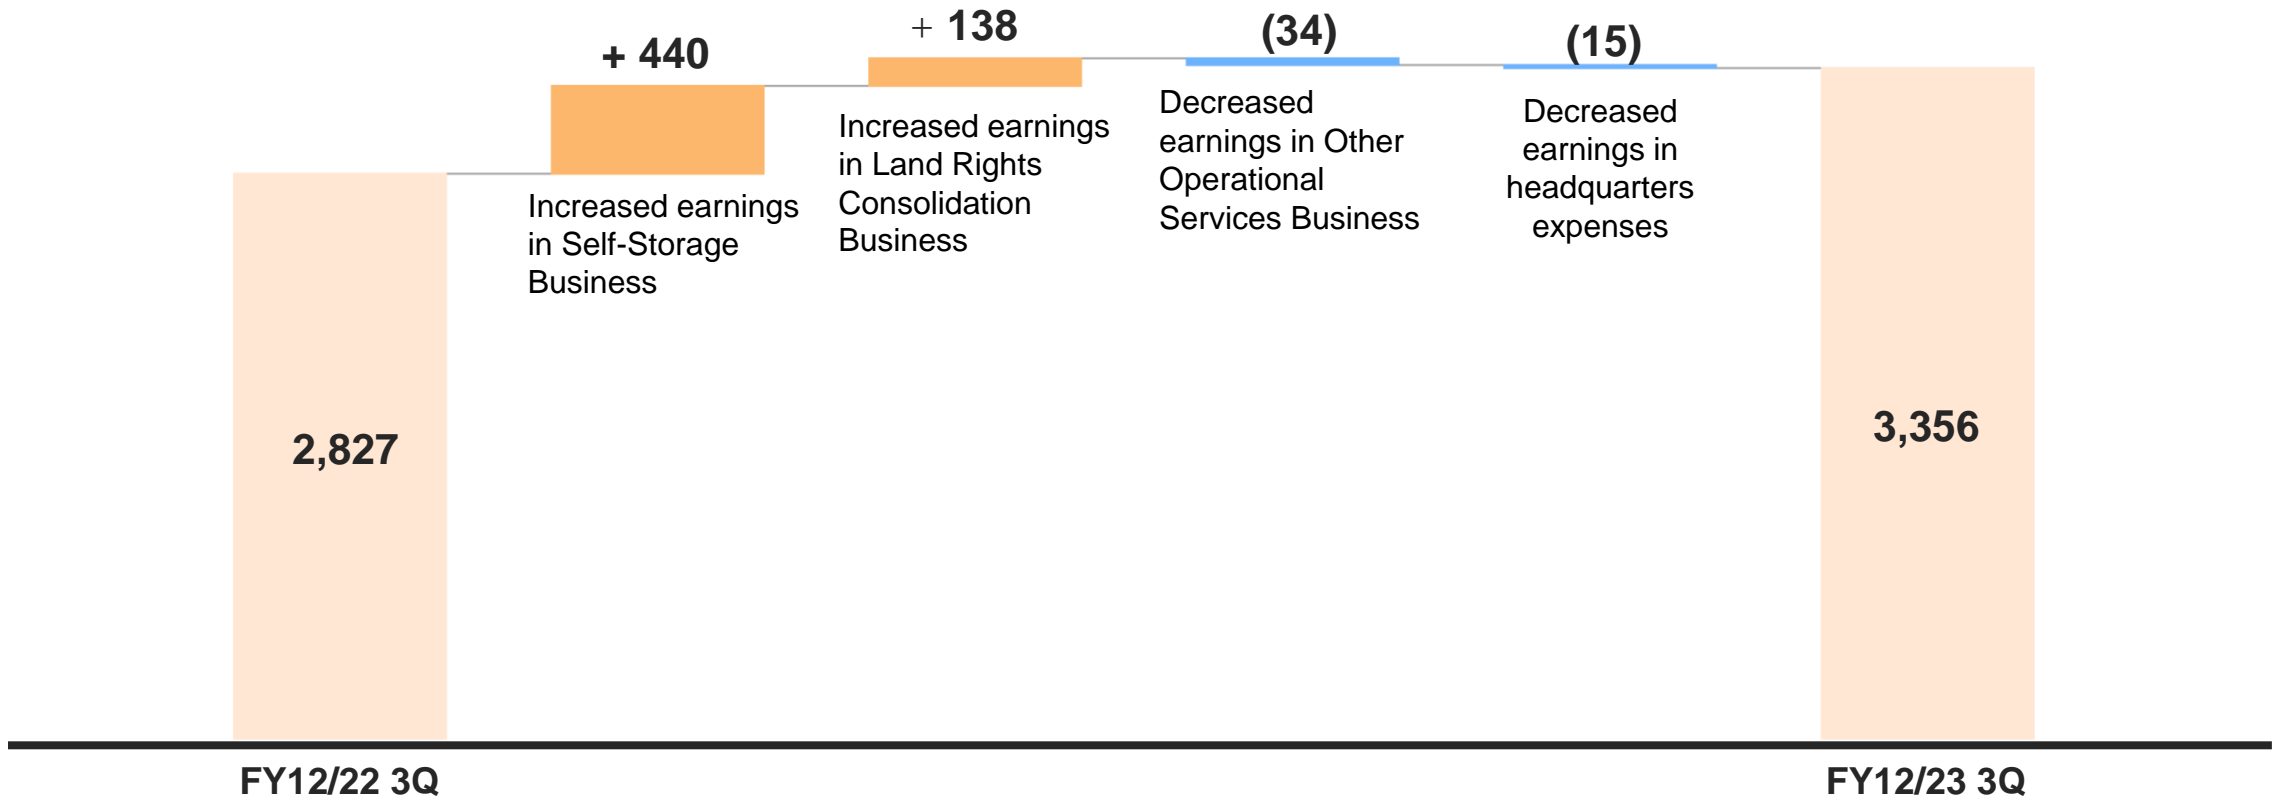 + 440
+ 138
(34)
(15)
Increased earnings
in Self-Storage
Business
Increased earnings
in Land Rights
Consolidation
Business
Decreased
earnings in Other
Operational
Services Business
Decreased
earnings in
headquarters
expenses
2,827
3,356
FY12/22 3Q
FY12/23 3Q